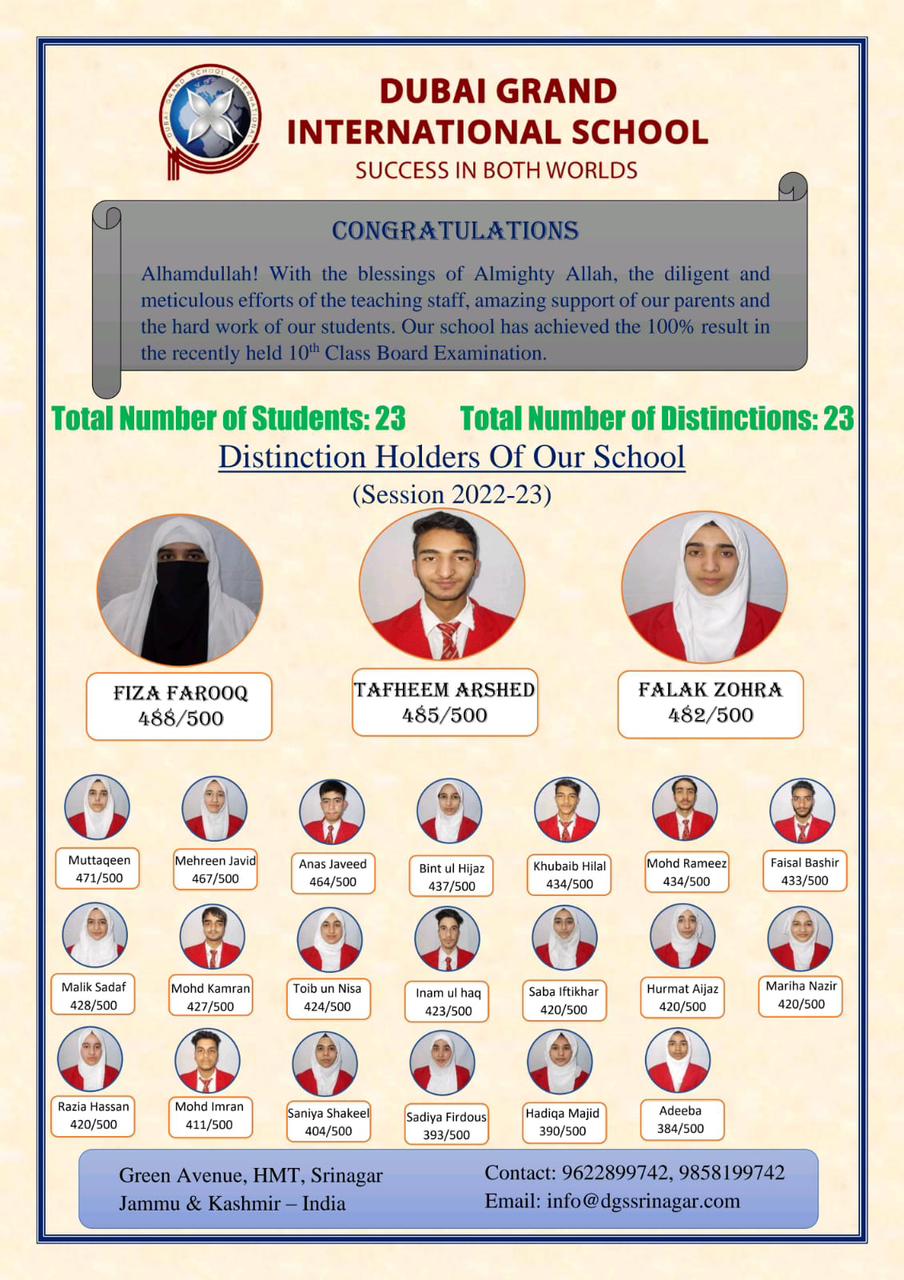 DUBAI GRAND SCHOOL INTERNATIONAL
DUBAI GRAND
INTERNATIONAL SCHOOL
SUCCESS IN BOTH WORLDS
CONGRATULATIONS
Alhamdullah! With the blessings of Almighty Allah, the diligent and
meticulous efforts of the teaching staff, amazing support of our parents and
the hard work of our students. Our school has achieved the 100% result in
the recently held 10th Class Board Examination.
Total Number of Students: 23 Total Number of Distinctions: 23
Distinction Holders Of Our School
(Session 2022-23)
FIZA FAROOQ
488/500
TAFHEEM ARSHED
485/500
FALAK ZOHRA
482/500
Muttaqeen
471/500
Mehreen Javid
467/500
Anas Javeed
464/500
Bint ul Hijaz
437/500
Khubaib Hilal
434/500
Mohd Rameez
434/500
Faisal Bashir
433/500
Malik Sadaf
428/500
Mohd Kamran
427/500
Toib un Nisa
424/500
Inam ul haq
423/500
Saba Iftikhar
420/500
Hurmat Aijaz
420/500
Mariha Nazir
420/500
Razia Hassan
420/500
Mohd Imran
411/500
Saniya Shakeel
404/500
Sadiya Firdous
393/500
Hadiqa Majid
390/500
Adeeba
384/500
Green Avenue, HMT, Srinagar
Jammu & Kashmir – India
Contact: 9622899742, 9858199742
Email: info@dgssrinagar.com